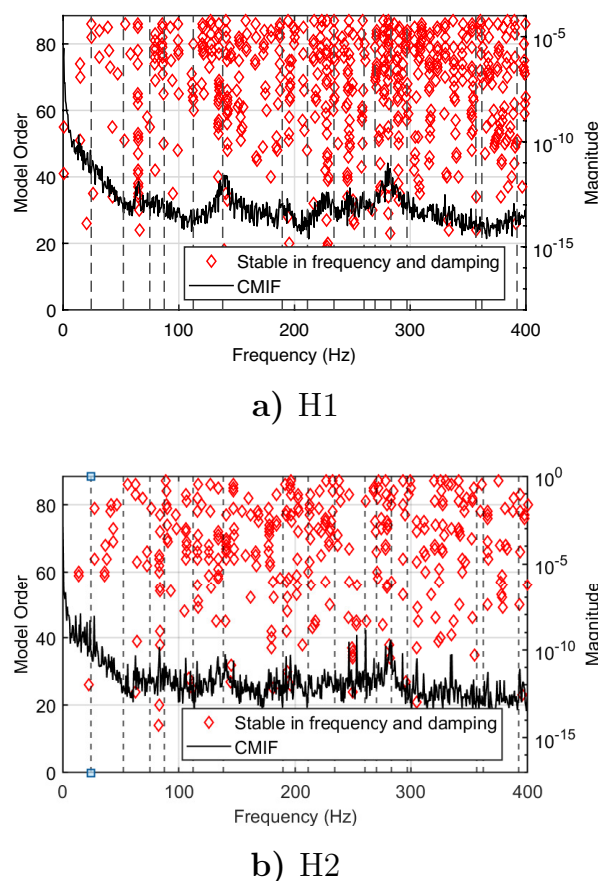 80
60
40
20
0
Model Order
10-5
10-10
10-15
Magnitude
Stable in frequency and damping
CMIF
0 100 200 300 400
Frequency (Hz)
a) H1
80
60
40
20
0
Model Order
100
10-5
10-10
10-15
Magnitude
Stable in frequency and damping
CMIF
0 100 200 300 400
Frequency (Hz)
b) H2